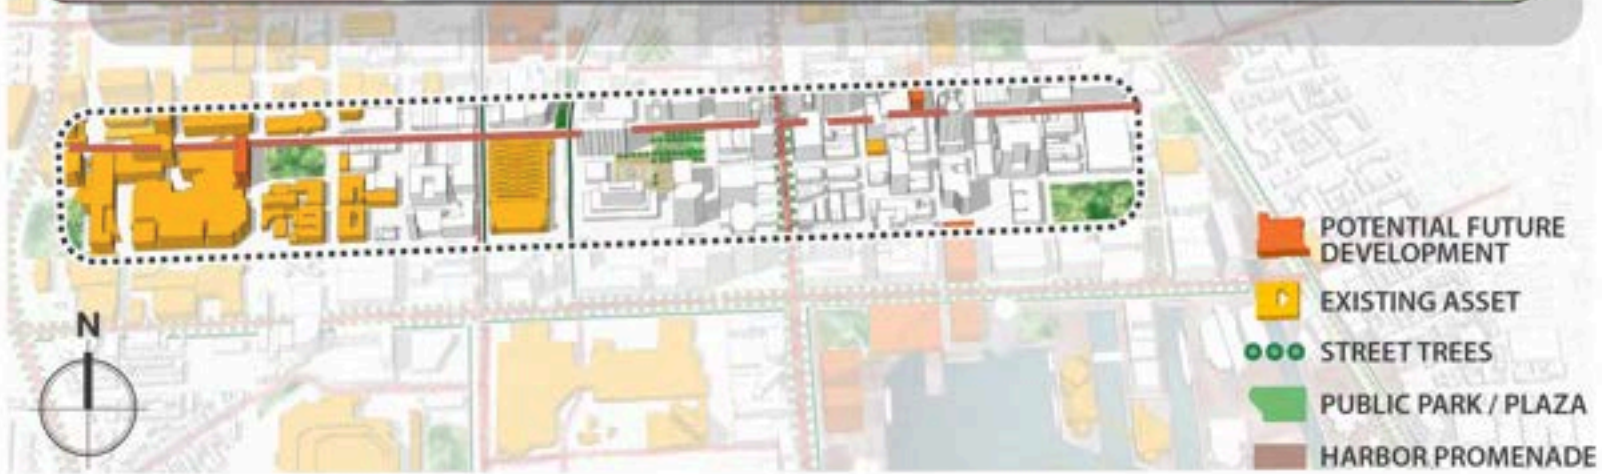 POTENTIAL FUTURE
DEVELOPMENT
EXISTING ASSET
N
STREET TREES
PUBLIC PARK / PLAZA
HARBOR PROMENADE